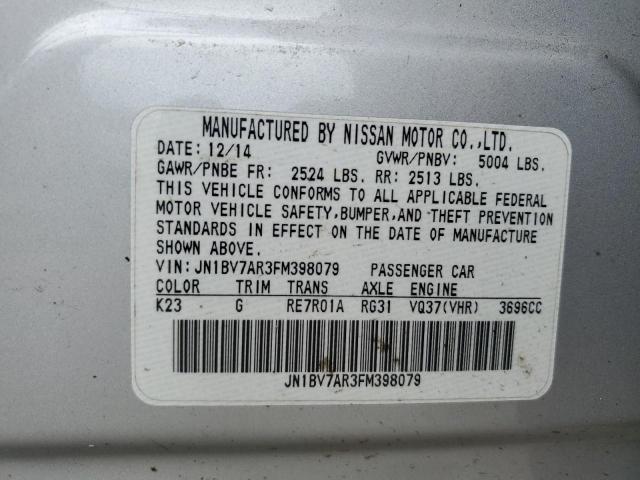 MANUFACTURED BY NISSAN MOTOR CO.,LTD.
DATE: 12/14 GVWR/PNBV: 5004 LBS.
GAWR/PNBE FR: 2524 LBS. RR: 2513 LBS.
THIS VEHICLE CONFORMS TO ALL APPLICABLE FEDERAL
MOTOR VEHICLE SAFETY,BUMPER,AND THEFT PREVENTION
STANDARDS IN EFFECT ON THE DATE OF MANUFACTURE
SHOWN ABOVE.
VIN: JN1BV7AR3FM398079 PASSENGER CAR
COLOR TRIM TRANS AXLE ENGINE
K23 G RE7R01A RG31 VQ37(VHR) 3696CC
JN1BV7AR3FM398079